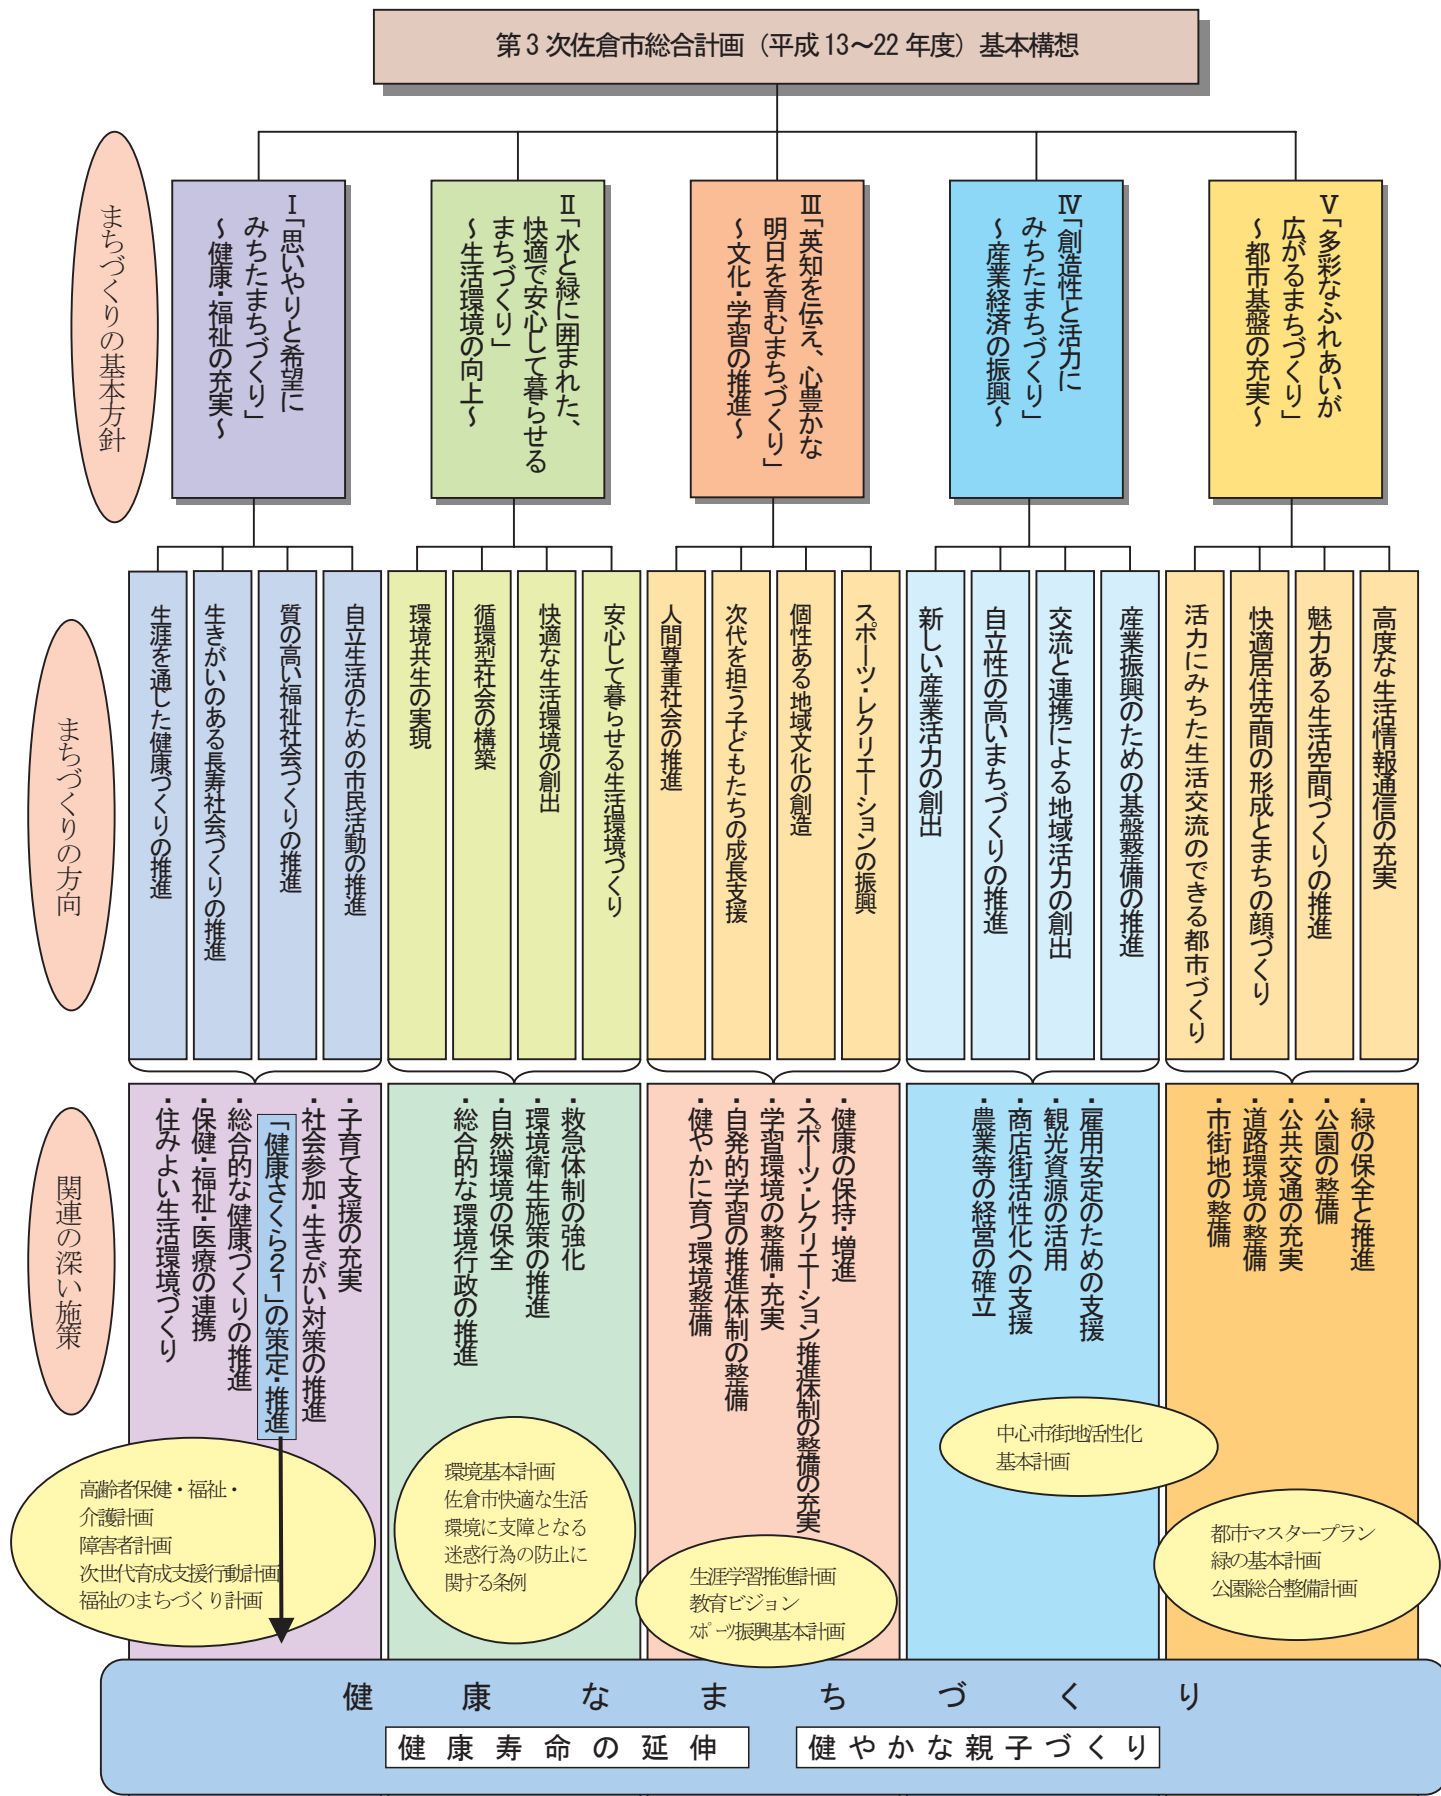 第3次佐倉市総合計画（平成13～22年度）基本構想
まちづくりの基本方針
Ⅰ「思いやりと希望に
みちたまちづくり」
～健康・福祉の充実～
Ⅱ「水と緑に囲まれた、
快適で安心して暮らせる
まちづくり」
～生活環境の向上～
Ⅲ「英知を伝え、心豊かな
明日を育むまちづくり」
～文化・学習の推進～
Ⅳ「創造性と活力に
みちたまちづくり」
～産業経済の振興～
Ⅴ「多彩なふれあいが
広がるまちづくり」
～都市基盤の充実～
まちづくりの方向
生涯を通じた健康づくりの推進
生きがいのある長寿社会づくりの推進
質の高い福祉社会づくりの推進
自立生活のための市民活動の推進
環境共生の実現
循環型社会の構築
快適な生活環境の創出
安心して暮らせる生活環境づくり
人間尊重社会の推進
次代を担う子どもたちの成長支援
個性ある地域文化の創造
スポーツ・レクリエーションの振興
新しい産業活力の創出
自立性の高いまちづくりの推進
交流と連携による地域活力の創出
産業振興のための基盤整備の推進
活力にみちた生活交流のできる都市づくり
快適居住空間の形成とまちの顔づくり
魅力ある生活空間づくりの推進
高度な生活情報通信の充実
関連の深い施策
・子育て支援の充実
・社会参加・生きがい対策の推進
「健康さくら21」の策定・推進
・総合的な健康づくりの推進
・保健・福祉・医療の連携
・住みよい生活環境づくり
・救急体制の強化
・環境衛生施策の推進
・自然環境の保全
・総合的な環境行政の推進
・健康の保持・増進
・スポーツ・レクリエーション推進体制の整備の充実
・学習環境の整備・充実
・自発的学習の推進体制の整備
・健やかに育つ環境整備
・雇用安定のための支援
・観光資源の活用
・商店街活性化への支援
・農業等の経営の確立
・緑の保全と推進
・公園の整備
・公共交通の充実
・道路環境の整備
・市街地の整備
高齢者保健・福祉・
介護計画
障害者計画
次世代育成支援行動計画
福祉のまちづくり計画
環境基本計画
佐倉市快適な生活
環境に支障となる
迷惑行為の防止に
関する条例
生涯学習推進計画
教育ビジョン
ｽﾎﾟｰﾂ振興基本計画
中心市街地活性化
基本計画
都市マスタープラン
緑の基本計画
公園総合整備計画
健康なまちづくり
健康寿命の延伸
健やかな親子づくり